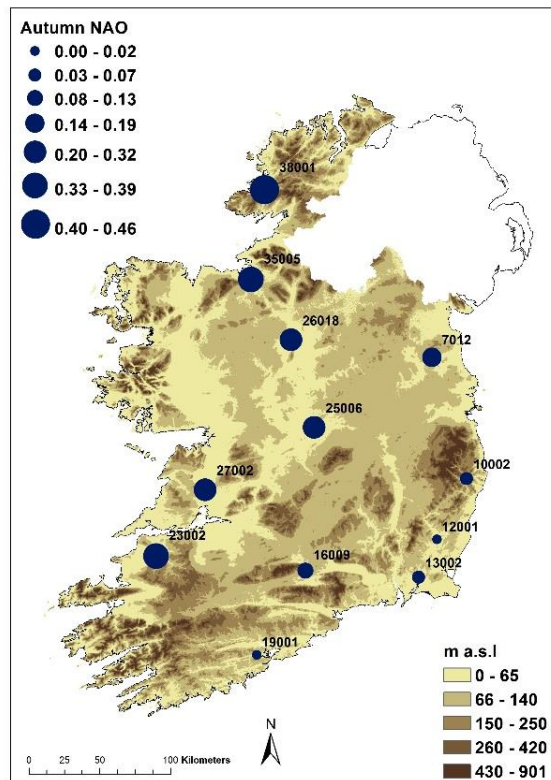 Autumn NAO
0.00 - 0.02
0.03 - 0.07
0.08 - 0.13
0.14 - 0.19
0.20 - 0.32
0.33 - 0.39
0.40 - 0.46
38001
35005
26018
7012
25006
10002
27002
12001
23002
16009
13002
19001
m a.s.l
0 - 65
66 - 140
150 - 250
260 - 420
430 - 901
N
0 25 50 100 Kilometers